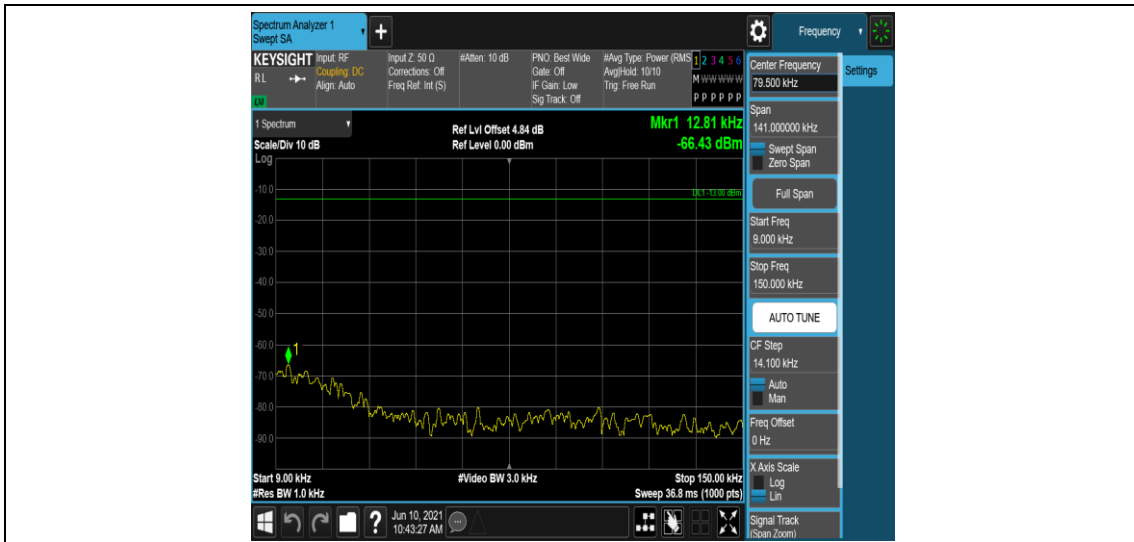 Spectrum Analyzer 1
Swept SA
+
Frequency
KEYSIGHT
RL
Input: RF
Coupling: DC
Align: Auto
Input Z: 50 Ω
Corrections: Off
Freq Ref: Int (S)
#Atten: 10 dB
PNO: Best Wide
Gate: Off
IF Gain: Low
Sig Track: Off
#Avg Type: Power (RMS
Avg|Hold: 10/10
Trig: Free Run
1 2 3 4 5 6
M W W W W W
P P P P P P
1 Spectrum
Scale/Div 10 dB
Log
Ref Lvl Offset 4.84 dB
Ref Level 0.00 dBm
Mkr1 12.81 kHz
-66.43 dBm
DL1 -13.00 dBm
-10.0
-20.0
-30.0
-40.0
-50.0
-60.0
-70.0
-80.0
-90.0
1
Start 9.00 kHz
#Res BW 1.0 kHz
#Video BW 3.0 kHz
Stop 150.00 kHz
Sweep 36.8 ms (1000 pts)
Center Frequency
79.500 kHz
Settings
Span
141.000000 kHz
Swept Span
Zero Span
Full Span
Start Freq
9.000 kHz
Stop Freq
150.000 kHz
AUTO TUNE
CF Step
14.100 kHz
Auto
Man
Freq Offset
0 Hz
X Axis Scale
Log
Lin
Signal Track
(Span Zoom)
?
Jun 10, 2021
10:43:27 AM